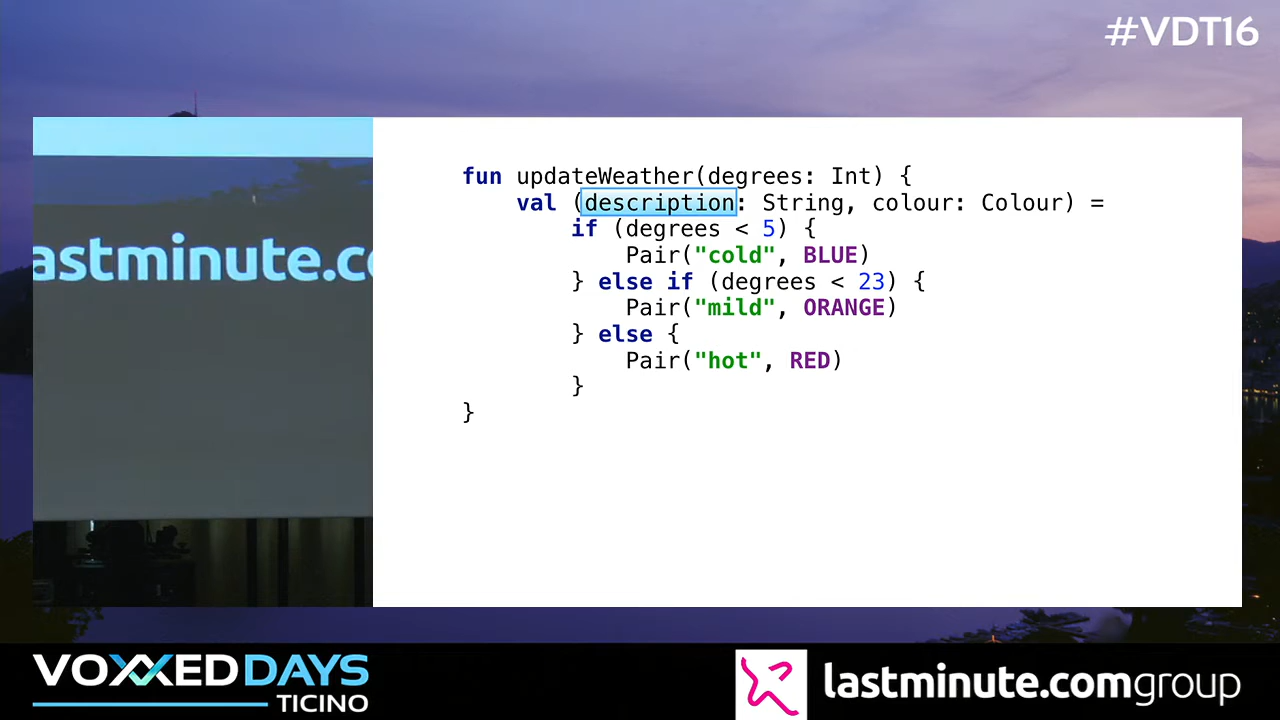 #VDT16
astminute.c
fun updateWeather(degrees: Int) {
val (description: String, colour: Colour) =
if (degrees < 5) {
Pair("cold", BLUE)
} else if (degrees < 23) {
Pair("mild", ORANGE)
} else {
Pair("hot", RED)
}
}
VOXXED DAYS
TICINO
lastminute.comgroup